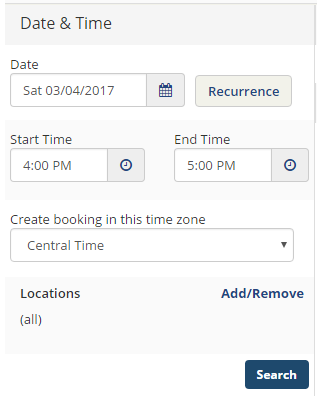 Date & Time
Date
Sat 03/04/2017
Recurrence
Start Time End Time
4:00 PM 5:00 PM
Create booking in this time zone
Central Time
Locations Add/Remove
(all)
Search